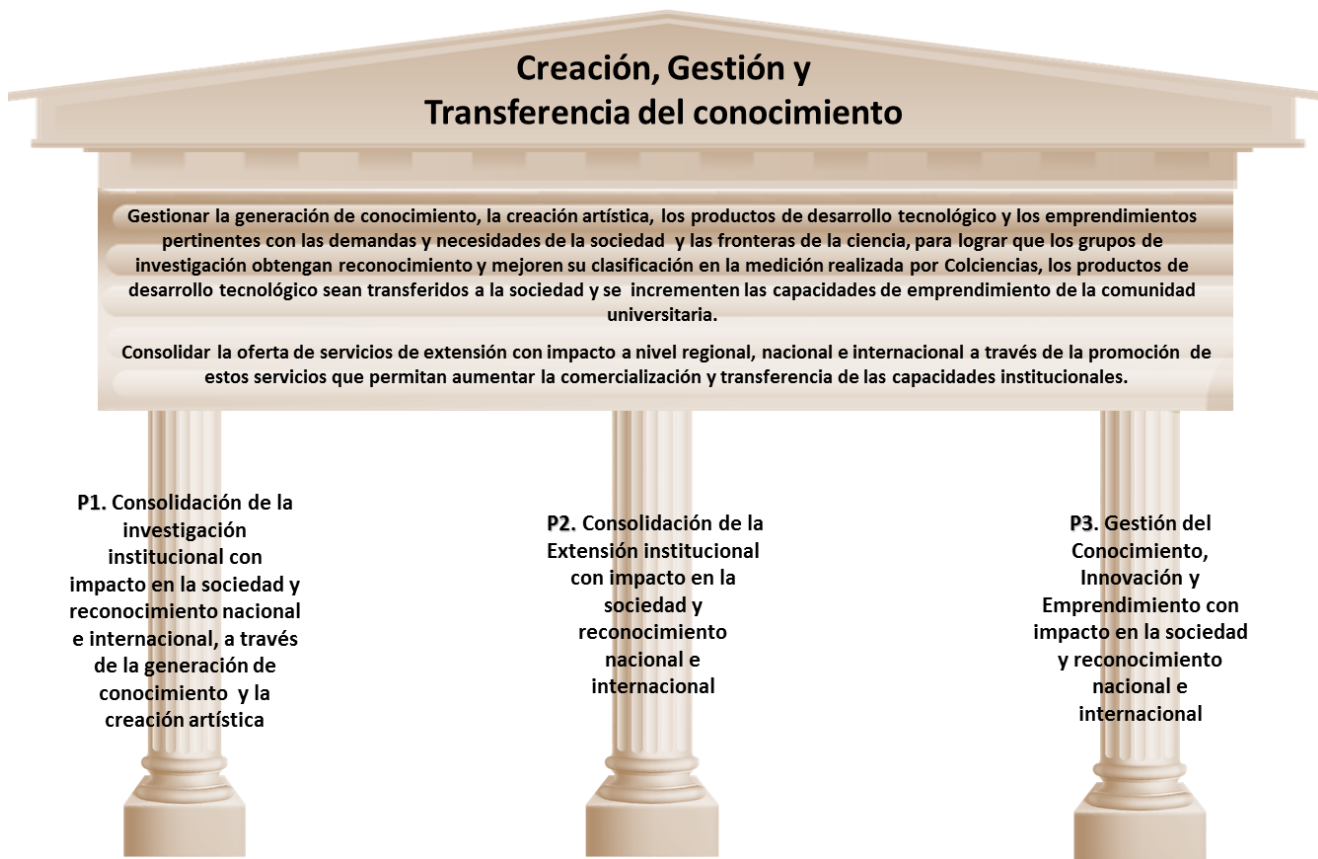 Creación, Gestión y
Transferencia del conocimiento
Gestionar la generación de conocimiento, la creación artística, los productos de desarrollo tecnológico y los emprendimientos
pertinentes con las demandas y necesidades de la sociedad y las fronteras de la ciencia, para lograr que los grupos de
investigación obtengan reconocimiento y mejoren su clasificación en la medición realizada por Colciencias, los productos de
desarrollo tecnológico sean transferidos a la sociedad y se incrementen las capacidades de emprendimiento de la comunidad
universitaria.
Consolidar la oferta de servicios de extensión con impacto a nivel regional, nacional e internacional a través de la promoción de
estos servicios que permitan aumentar la comercialización y transferencia de las capacidades institucionales.
P1. Consolidación de la
investigación
institucional con
impacto en la sociedad y
reconocimiento nacional
e internacional, a través
de la generación de
conocimiento y la
creación artística
P2. Consolidación de la
Extensión institucional
con impacto en la
sociedad y
reconocimiento
nacional e
internacional
P3. Gestión del
Conocimiento,
Innovación y
Emprendimiento con
impacto en la sociedad
y reconocimiento
nacional e
internacional